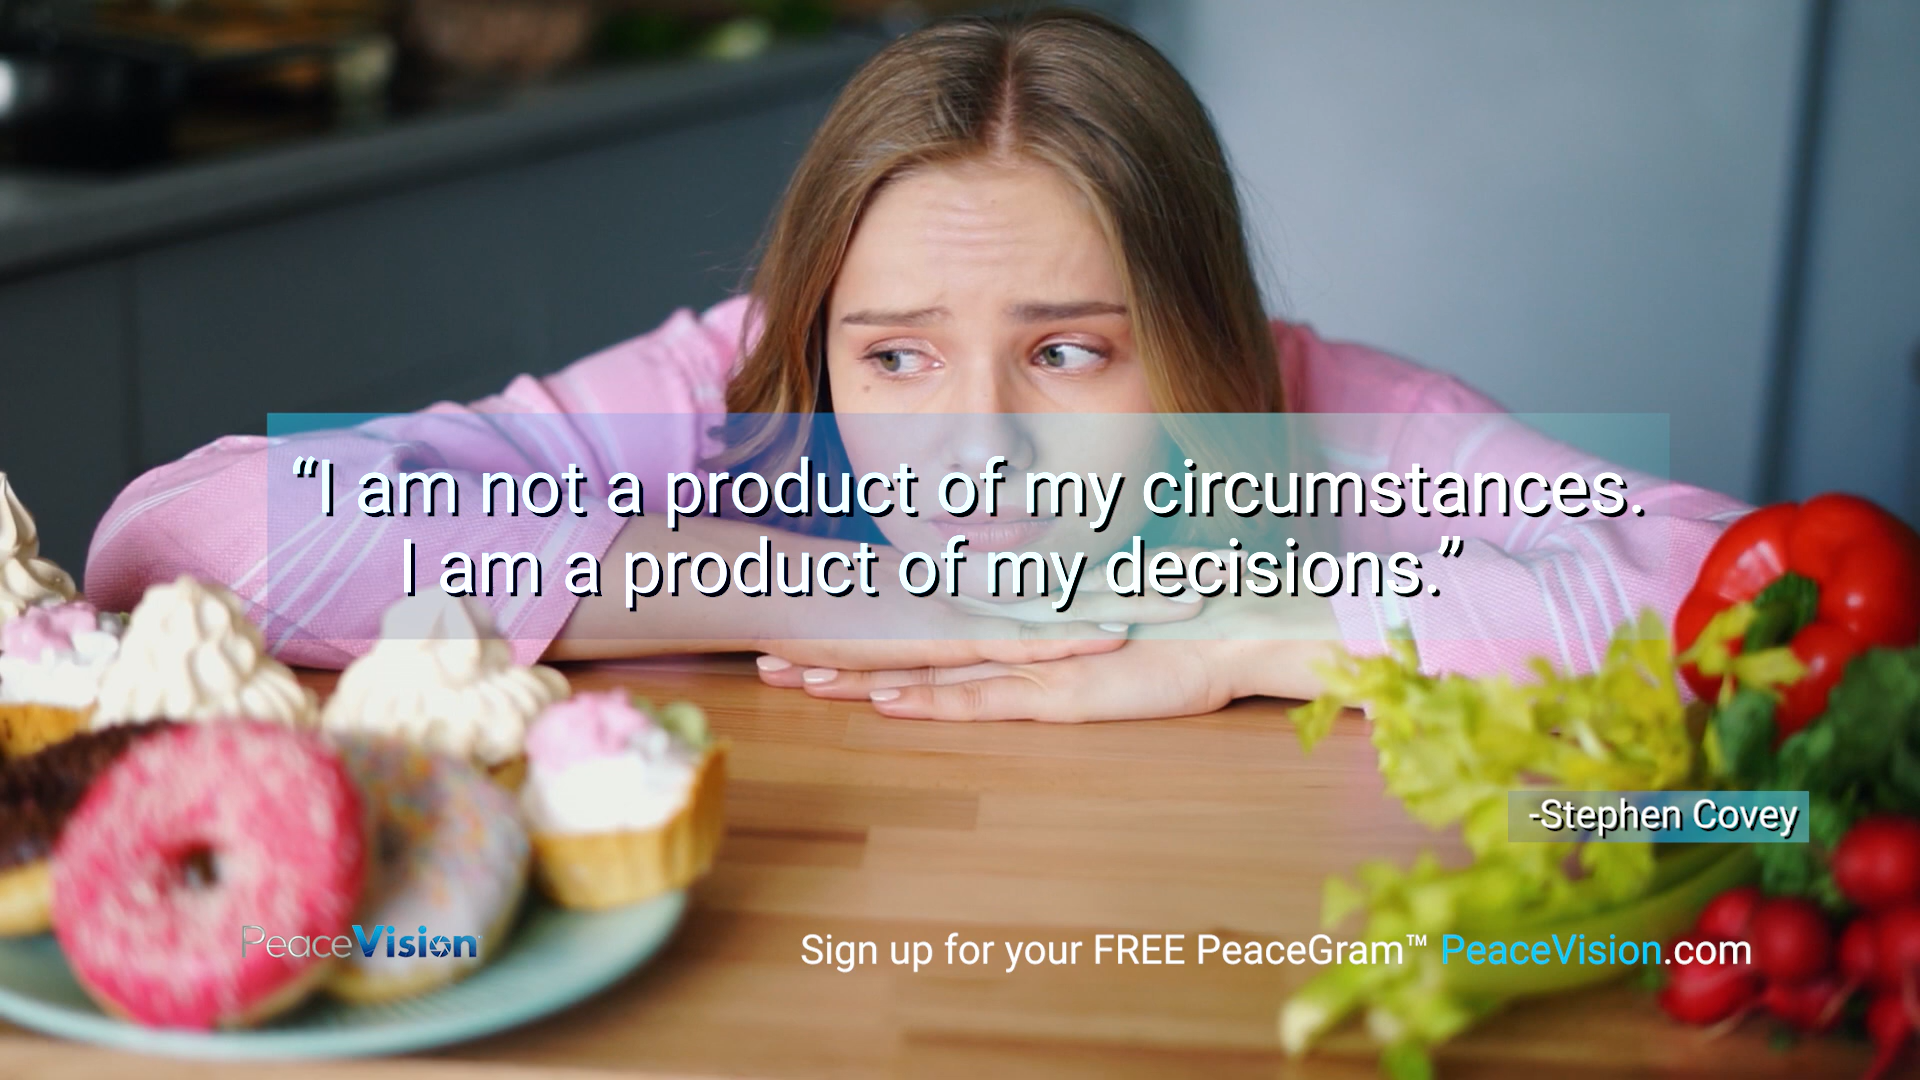 “I am not a product of my circumstances.
I am a product of my decisions.”
-Stephen Covey
PeaceVision
Sign up for your FREE PeaceGram™ PeaceVision.com